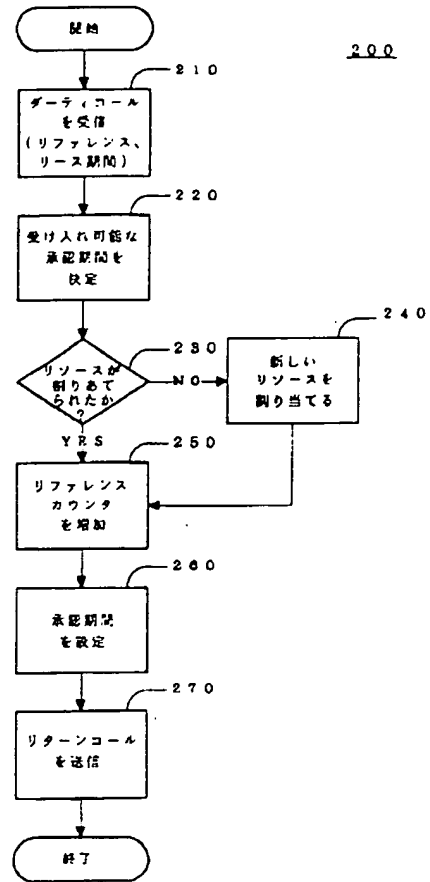 開始
200
210
ダーティコール
を受信
(リファレンス、
リース期間)
220
受け入れ可能な
承認期間を
決定
230
リソースが
割りあて
られたか
?
NO
240
新しい
リソースを
割り当てる
YRS
250
リファレンス
カウンタ
を増加
260
承認期間
を設定
270
リターンコール
を送信
終了